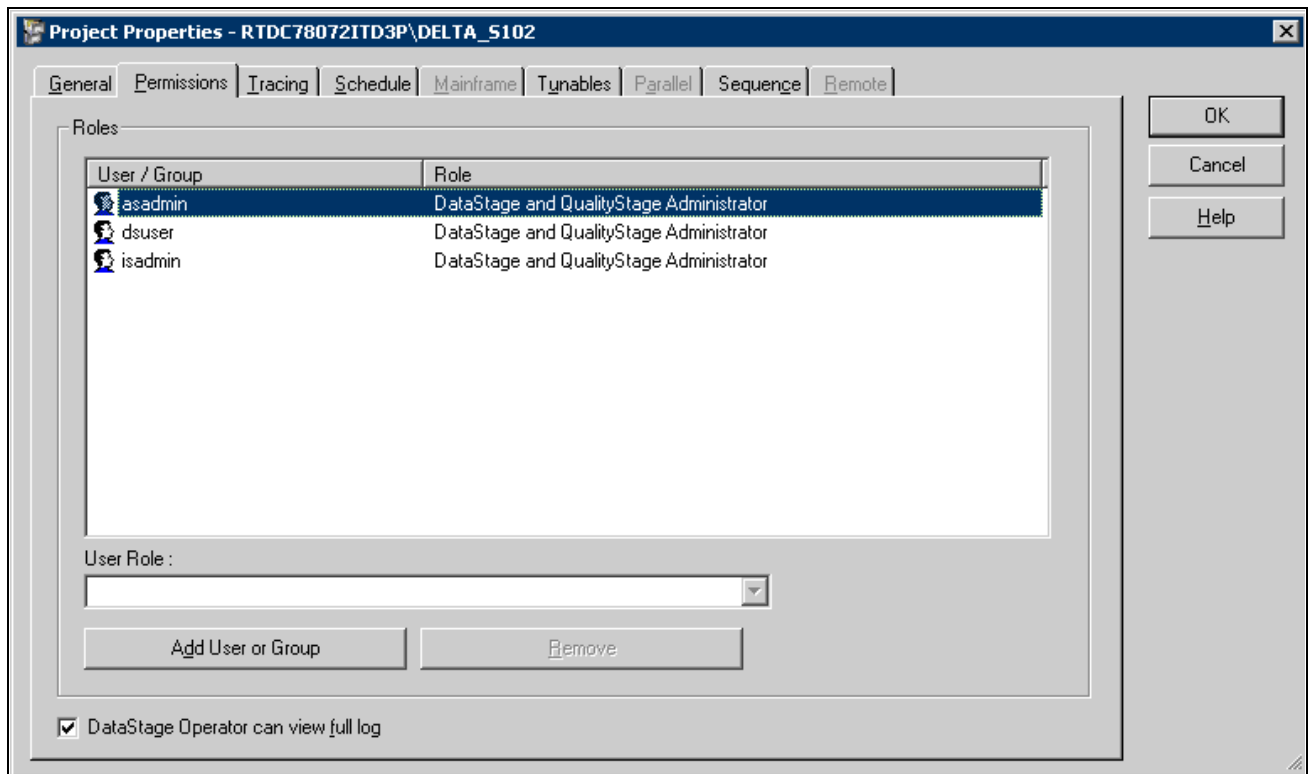 Project Properties - RTDC78072ITD3P\DELTA_5102
General Permissions Tracing Schedule Mainframe Tunables Parallel Sequence Remote
Roles
User / Group Role
asadmin DataStage and QualityStage Administrator
dsuser DataStage and QualityStage Administrator
isadmin DataStage and QualityStage Administrator
User Role :
Add User or Group Remove
DataStage Operator can view full log
OK
Cancel
Help